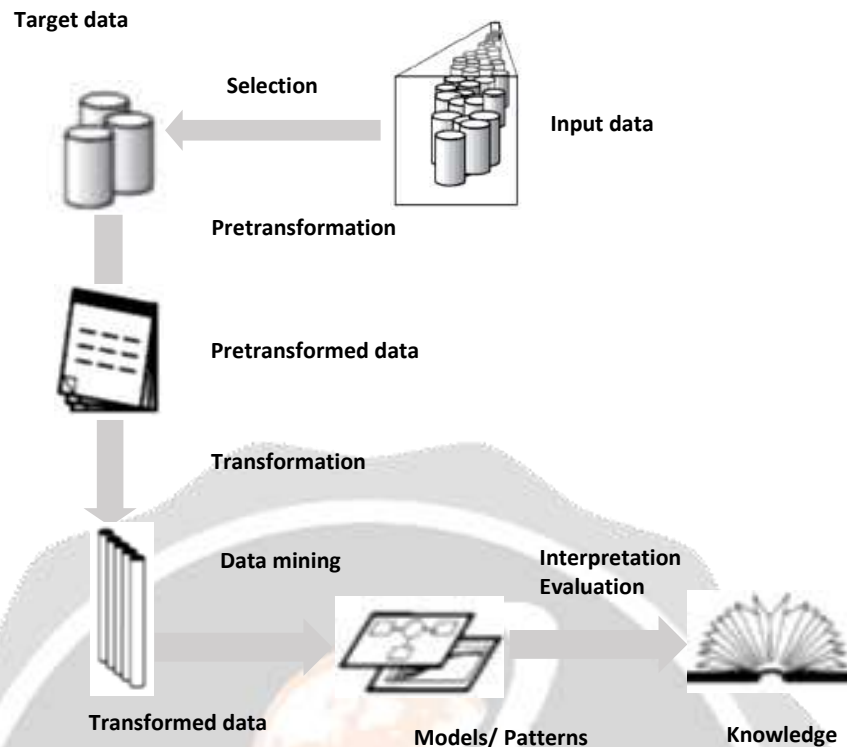 Target data
Selection
Input data
Pretransformation
Pretransformed data
Transformation
Data mining
Interpretation
Evaluation
Transformed data
Models/ Patterns
Knowledge